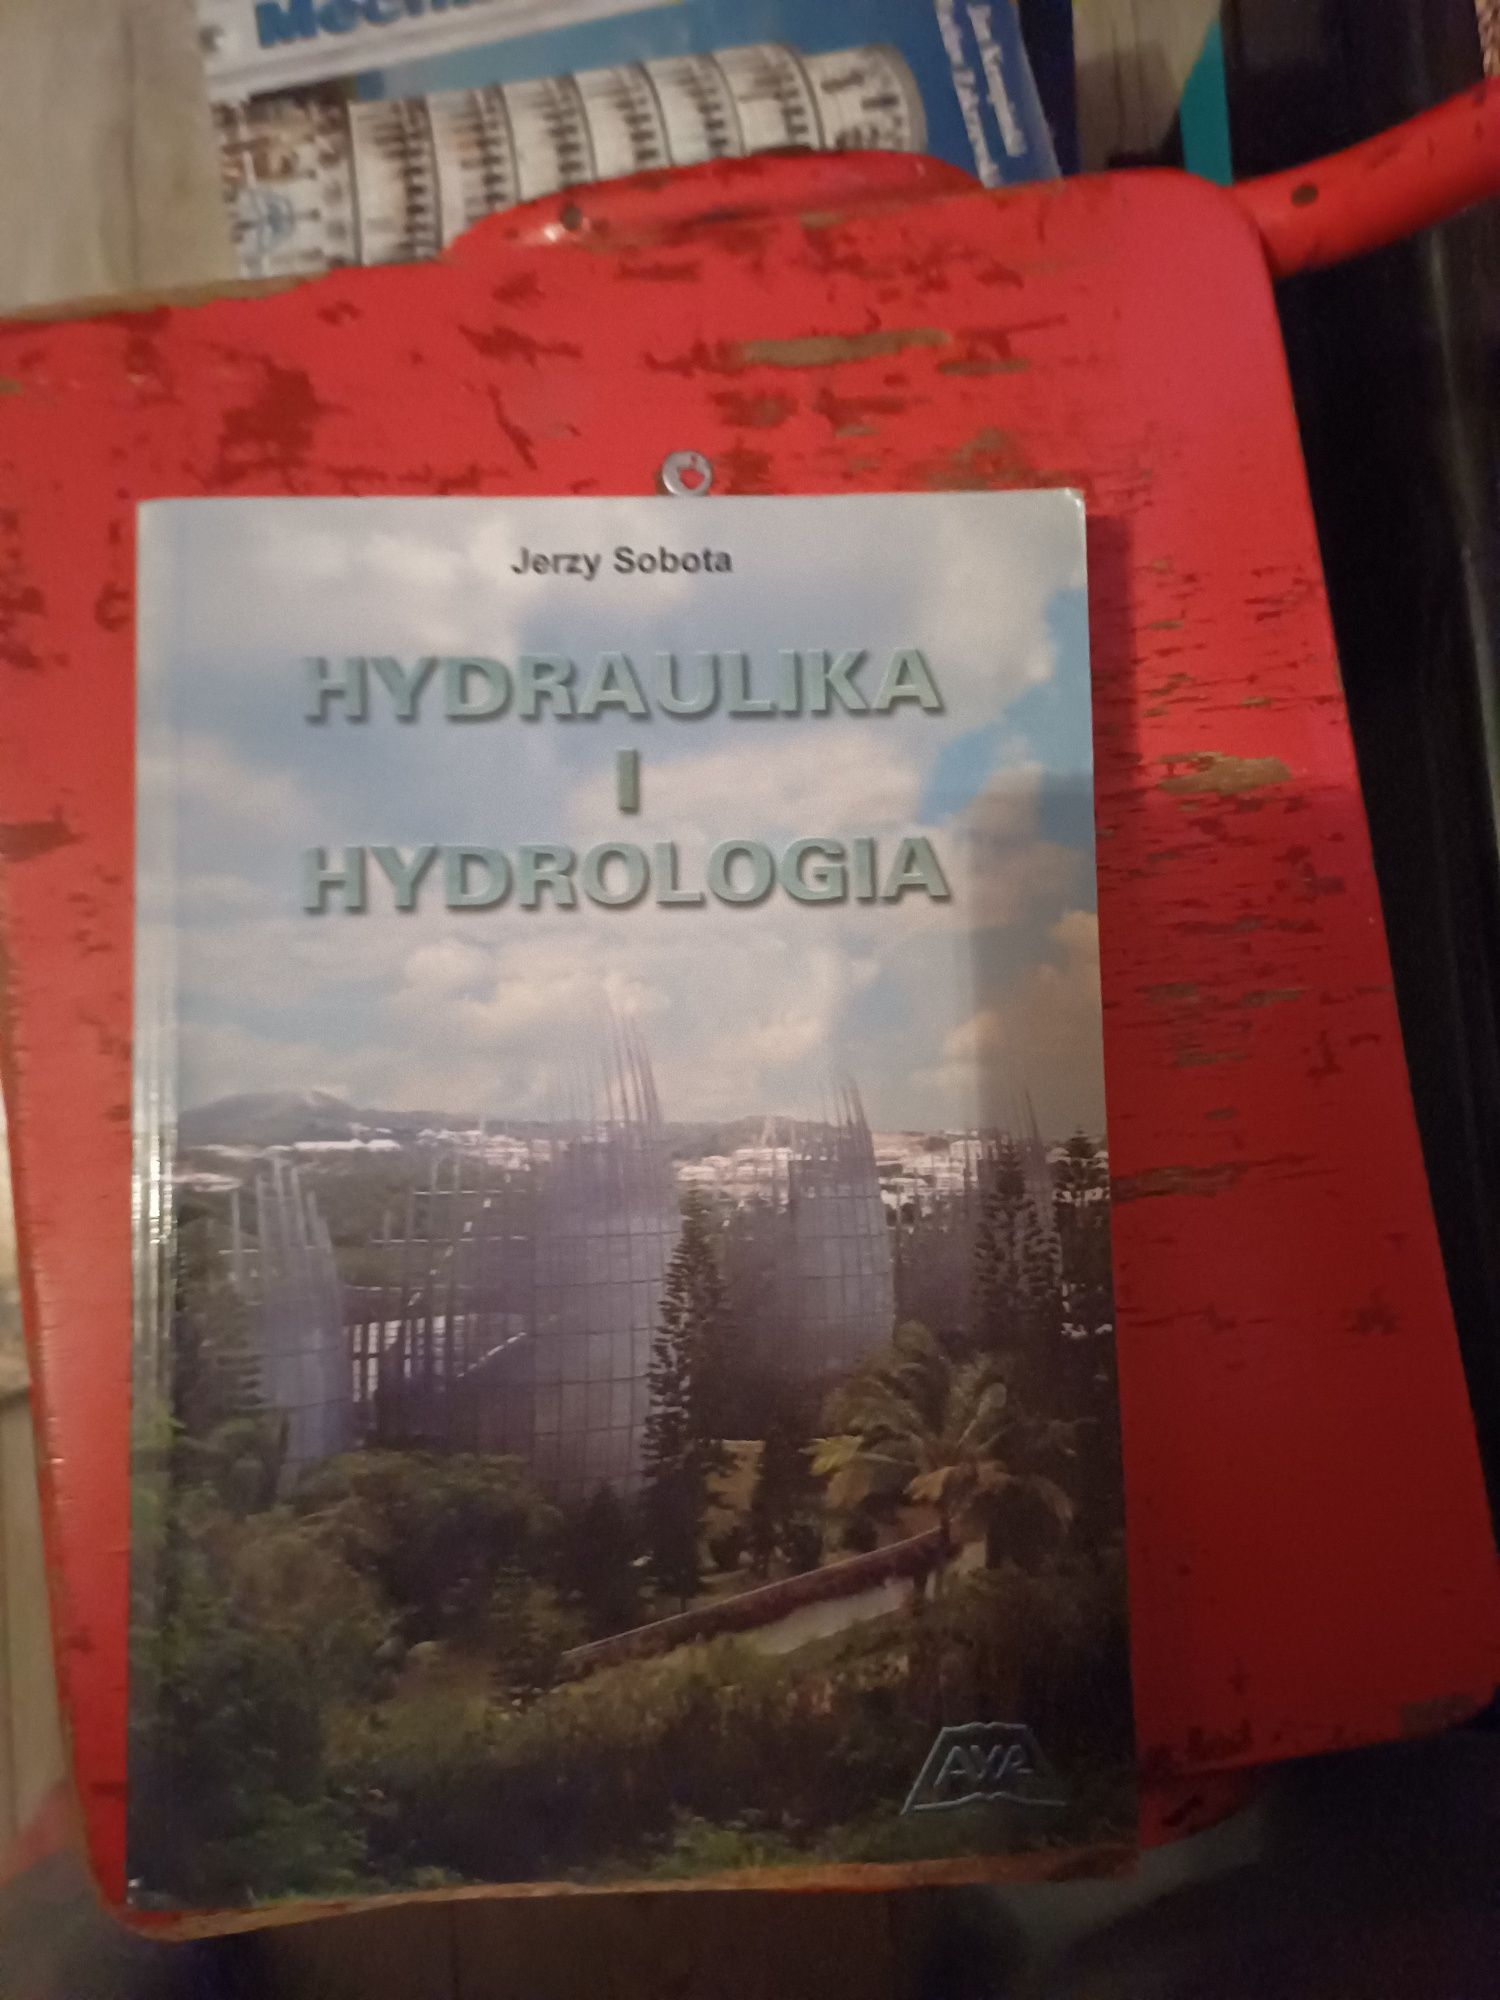 Jerzy Sobota
HYDRAULIKA
I
HYDROLOGIA
AWA